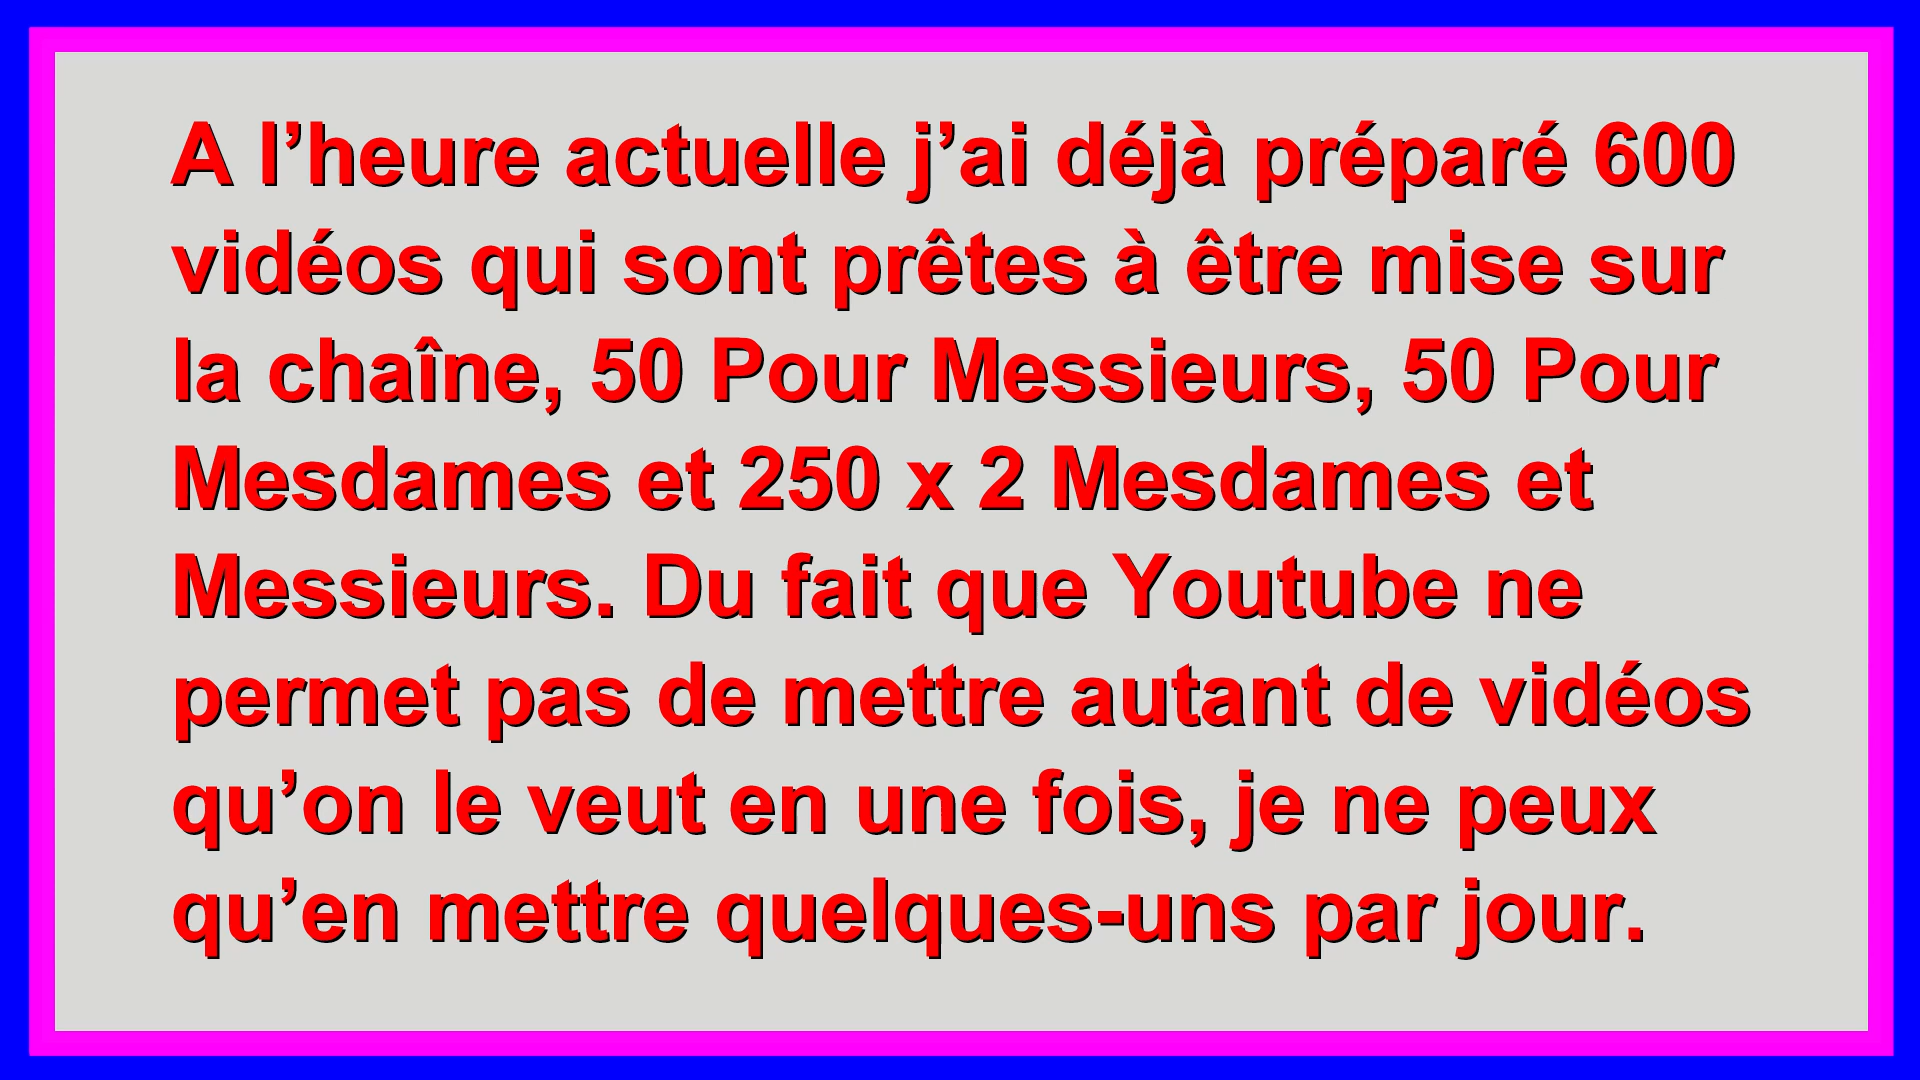 A l’heure actuelle j’ai déjà préparé 600
vidéos qui sont prêtes à être mise sur
la chaîne, 50 Pour Messieurs, 50 Pour
Mesdames et 250 x 2 Mesdames et
Messieurs. Du fait que Youtube ne
permet pas de mettre autant de vidéos
qu’on le veut en une fois, je ne peux
qu’en mettre quelques-uns par jour.